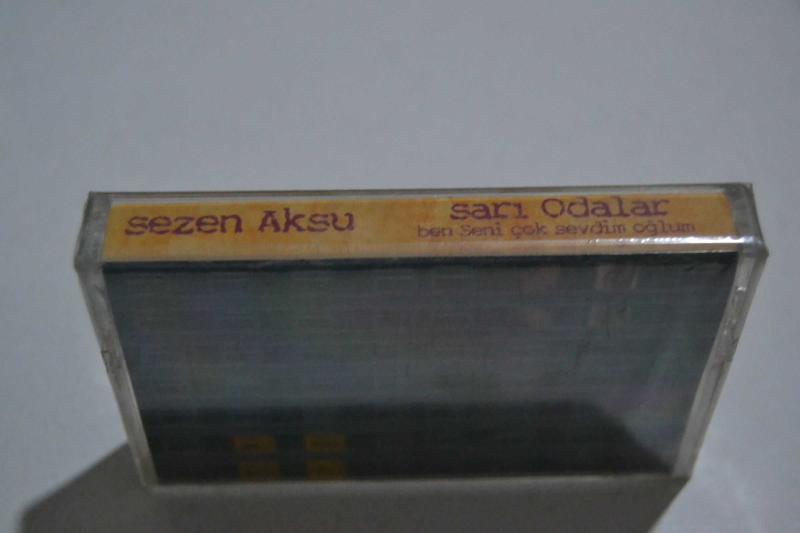 sezen Aksu
sarı Odalar
ben Seni çok sevdim oğlum